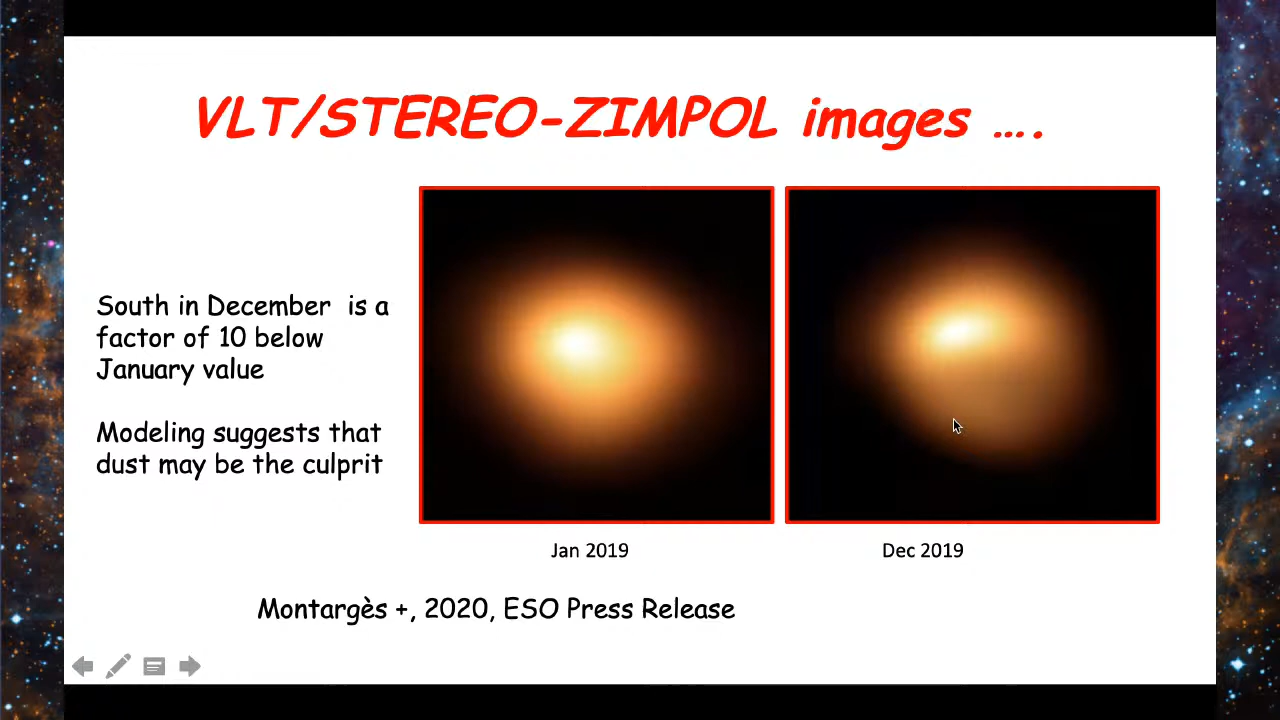 VLT/STEREO-ZIMPOL images ....
South in December is a
factor of 10 below
January value
Modeling suggests that
dust may be the culprit
Jan 2019
Dec 2019
Montargès +, 2020, ESO Press Release